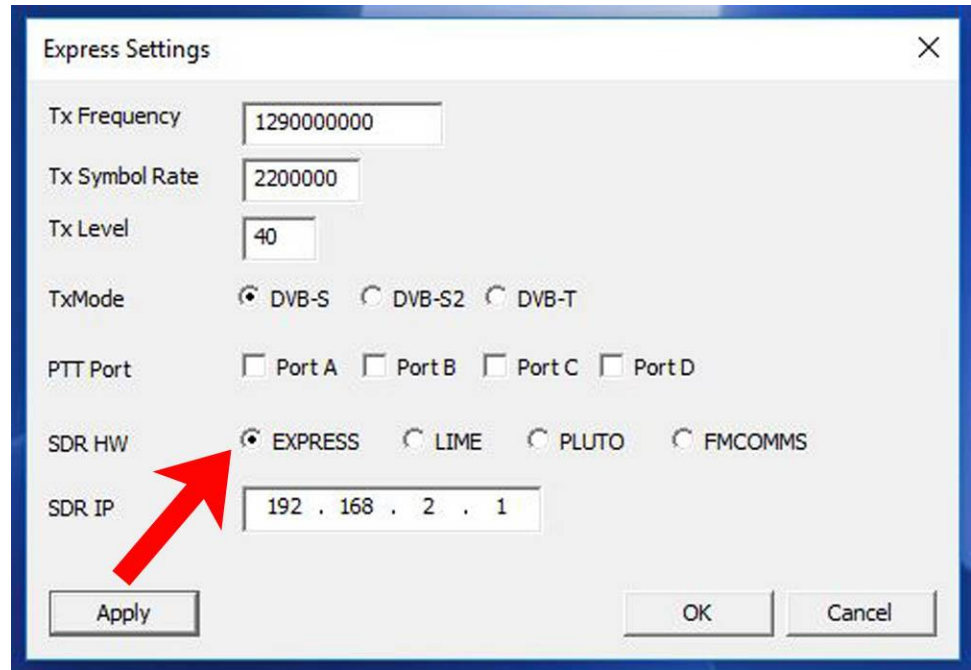 Express Settings
Tx Frequency 1290000000
Tx Symbol Rate 2200000
Tx Level 40
TxMode DVB-S DVB-S2 DVB-T
PTT Port Port A Port B Port C Port D
SDR HW EXPRESS LIME PLUTO FMCOMMS
SDR IP 192 . 168 . 2 . 1
Apply OK Cancel